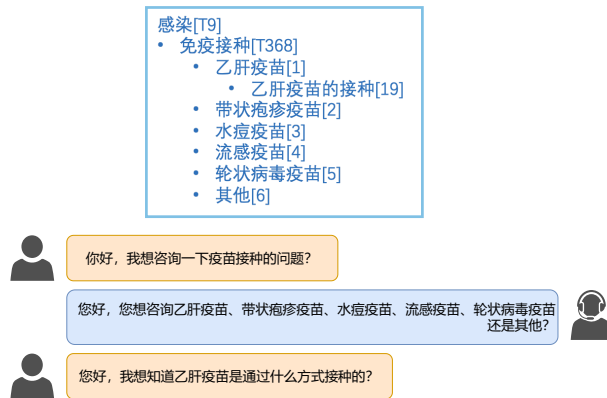 感染[T9]
• 免疫接种[T368]
• 乙肝疫苗[1]
• 乙肝疫苗的接种[19]
• 带状疱疹疫苗[2]
• 水痘疫苗[3]
• 流感疫苗[4]
• 轮状病毒疫苗[5]
• 其他[6]
你好，我想咨询一下疫苗接种的问题？
您好，您想咨询乙肝疫苗、带状疱疹疫苗、水痘疫苗、流感疫苗、轮状病毒疫苗
还是其他？
您好，我想知道乙肝疫苗是通过什么方式接种的？